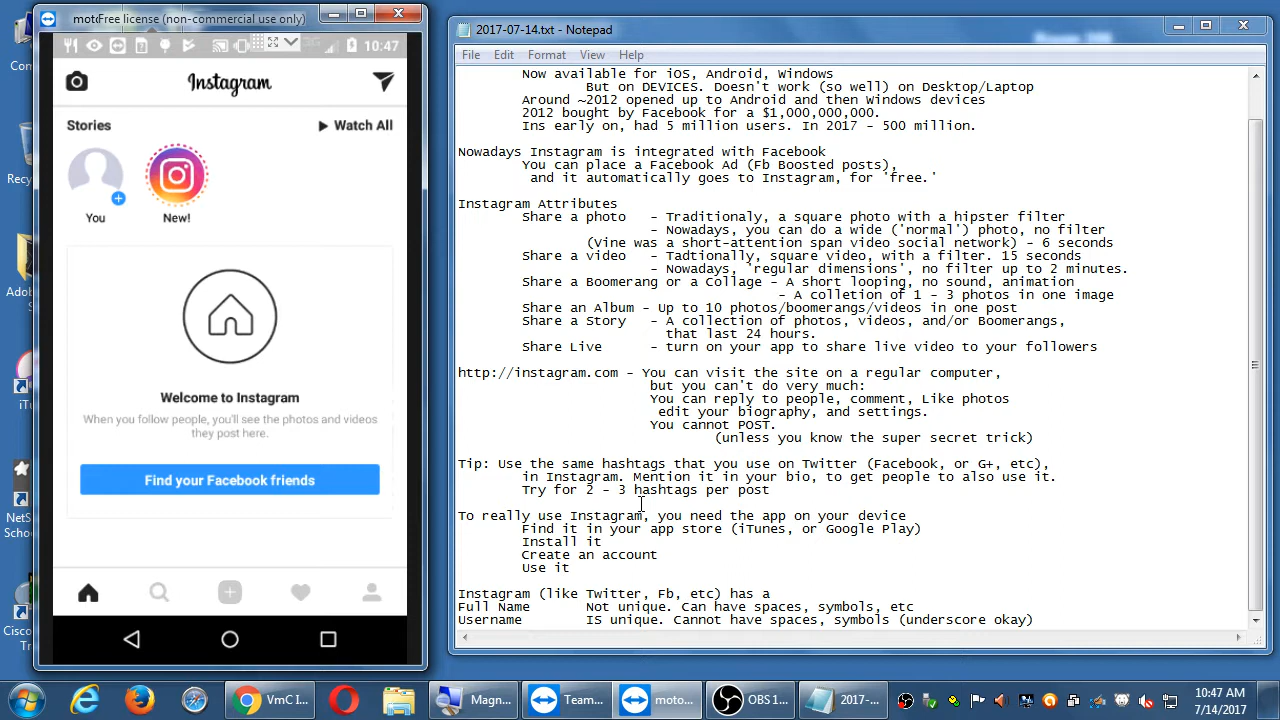 motoFree license (non-commercial use only)
10:47
Instagram
Stories
Watch All
You
New!
Welcome to Instagram
When you follow people, you'll see the photos and videos
they post here.
Find your Facebook friends
2017-07-14.txt - Notepad
File Edit Format View Help
Now available for iOS, Android, Windows
But on DEVICES. Doesn't work (so well) on Desktop/Laptop
Around ~2012 opened up to Android and then Windows devices
2012 bought by Facebook for a $1,000,000,000.
Ins early on, had 5 million users. In 2017 - 500 million.
Nowadays Instagram is integrated with Facebook
You can place a Facebook Ad (Fb Boosted posts),
and it automatically goes to Instagram, for 'free.'
Instagram Attributes
Share a photo - Traditionaly, a square photo with a hipster filter
- Nowadays, you can do a wide ('normal') photo, no filter
(Vine was a short-attention span video social network) - 6 seconds
Share a video - Tadtionally, square video, with a filter. 15 seconds
- Nowadays, 'regular dimensions', no filter up to 2 minutes.
Share a Boomerang or a Collage - A short looping, no sound, animation
- A colletion of 1 - 3 photos in one image
Share an Album - Up to 10 photos/boomerangs/videos in one post
Share a Story - A collection of photos, videos, and/or Boomerangs,
that last 24 hours.
Share Live - turn on your app to share live video to your followers
http://instagram.com - You can visit the site on a regular computer,
but you can't do very much:
You can reply to people, comment, Like photos
edit your biography, and settings.
You cannot POST.
(unless you know the super secret trick)
Tip: Use the same hashtags that you use on Twitter (Facebook, or G+, etc),
in Instagram. Mention it in your bio, to get people to also use it.
Try for 2 - 3 hashtags per post
To really use Instagram, you need the app on your device
Find it in your app store (iTunes, or Google Play)
Install it
Create an account
Use it
Instagram (like Twitter, Fb, etc) has a
Full Name Not unique. Can have spaces, symbols, etc
Username IS unique. Cannot have spaces, symbols (underscore okay)
Con
Recy
Adob
iTu
NetS
Schoo
Cisco
Tr
VmC I...
Magn...
Team...
moto...
OBS 1...
2017-...
10:47 AM
7/14/2017